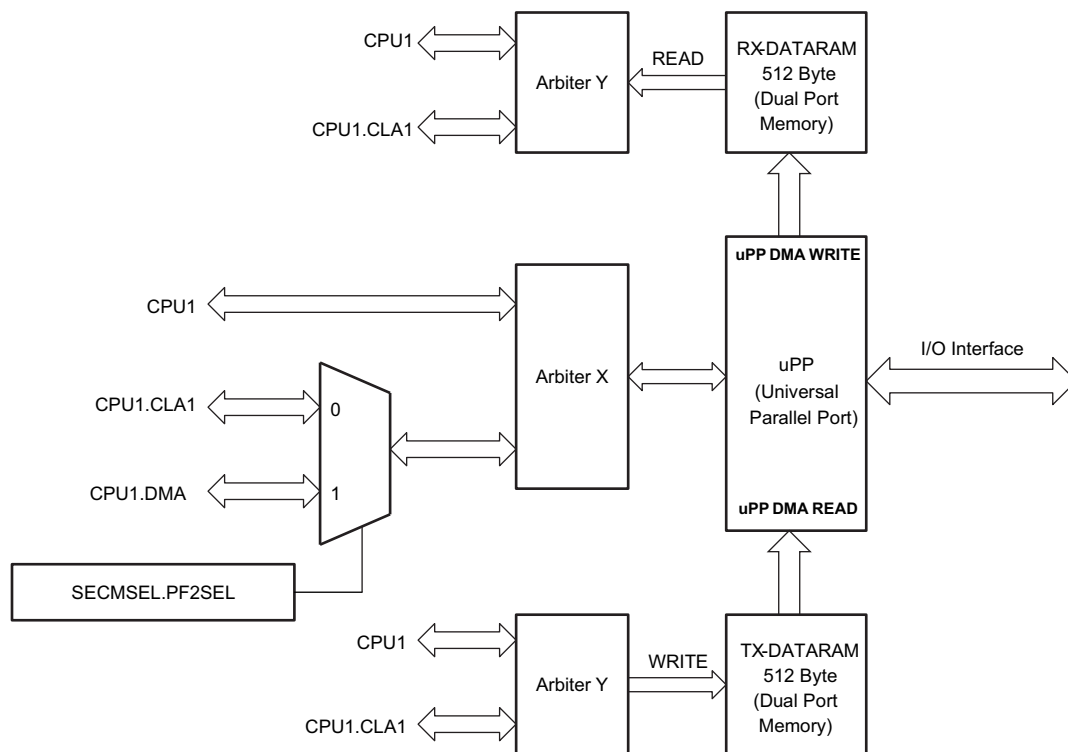 CPU1
CPU1.CLA1
Arbiter Y
READ
RX-DATARAM
512 Byte
(Dual Port
Memory)
CPU1
CPU1.CLA1
CPU1.DMA
0
1
SECMSEL.PF2SEL
Arbiter X
uPP DMA WRITE
uPP
(Universal
Parallel Port)
uPP DMA READ
I/O Interface
CPU1
CPU1.CLA1
Arbiter Y
WRITE
TX-DATARAM
512 Byte
(Dual Port
Memory)